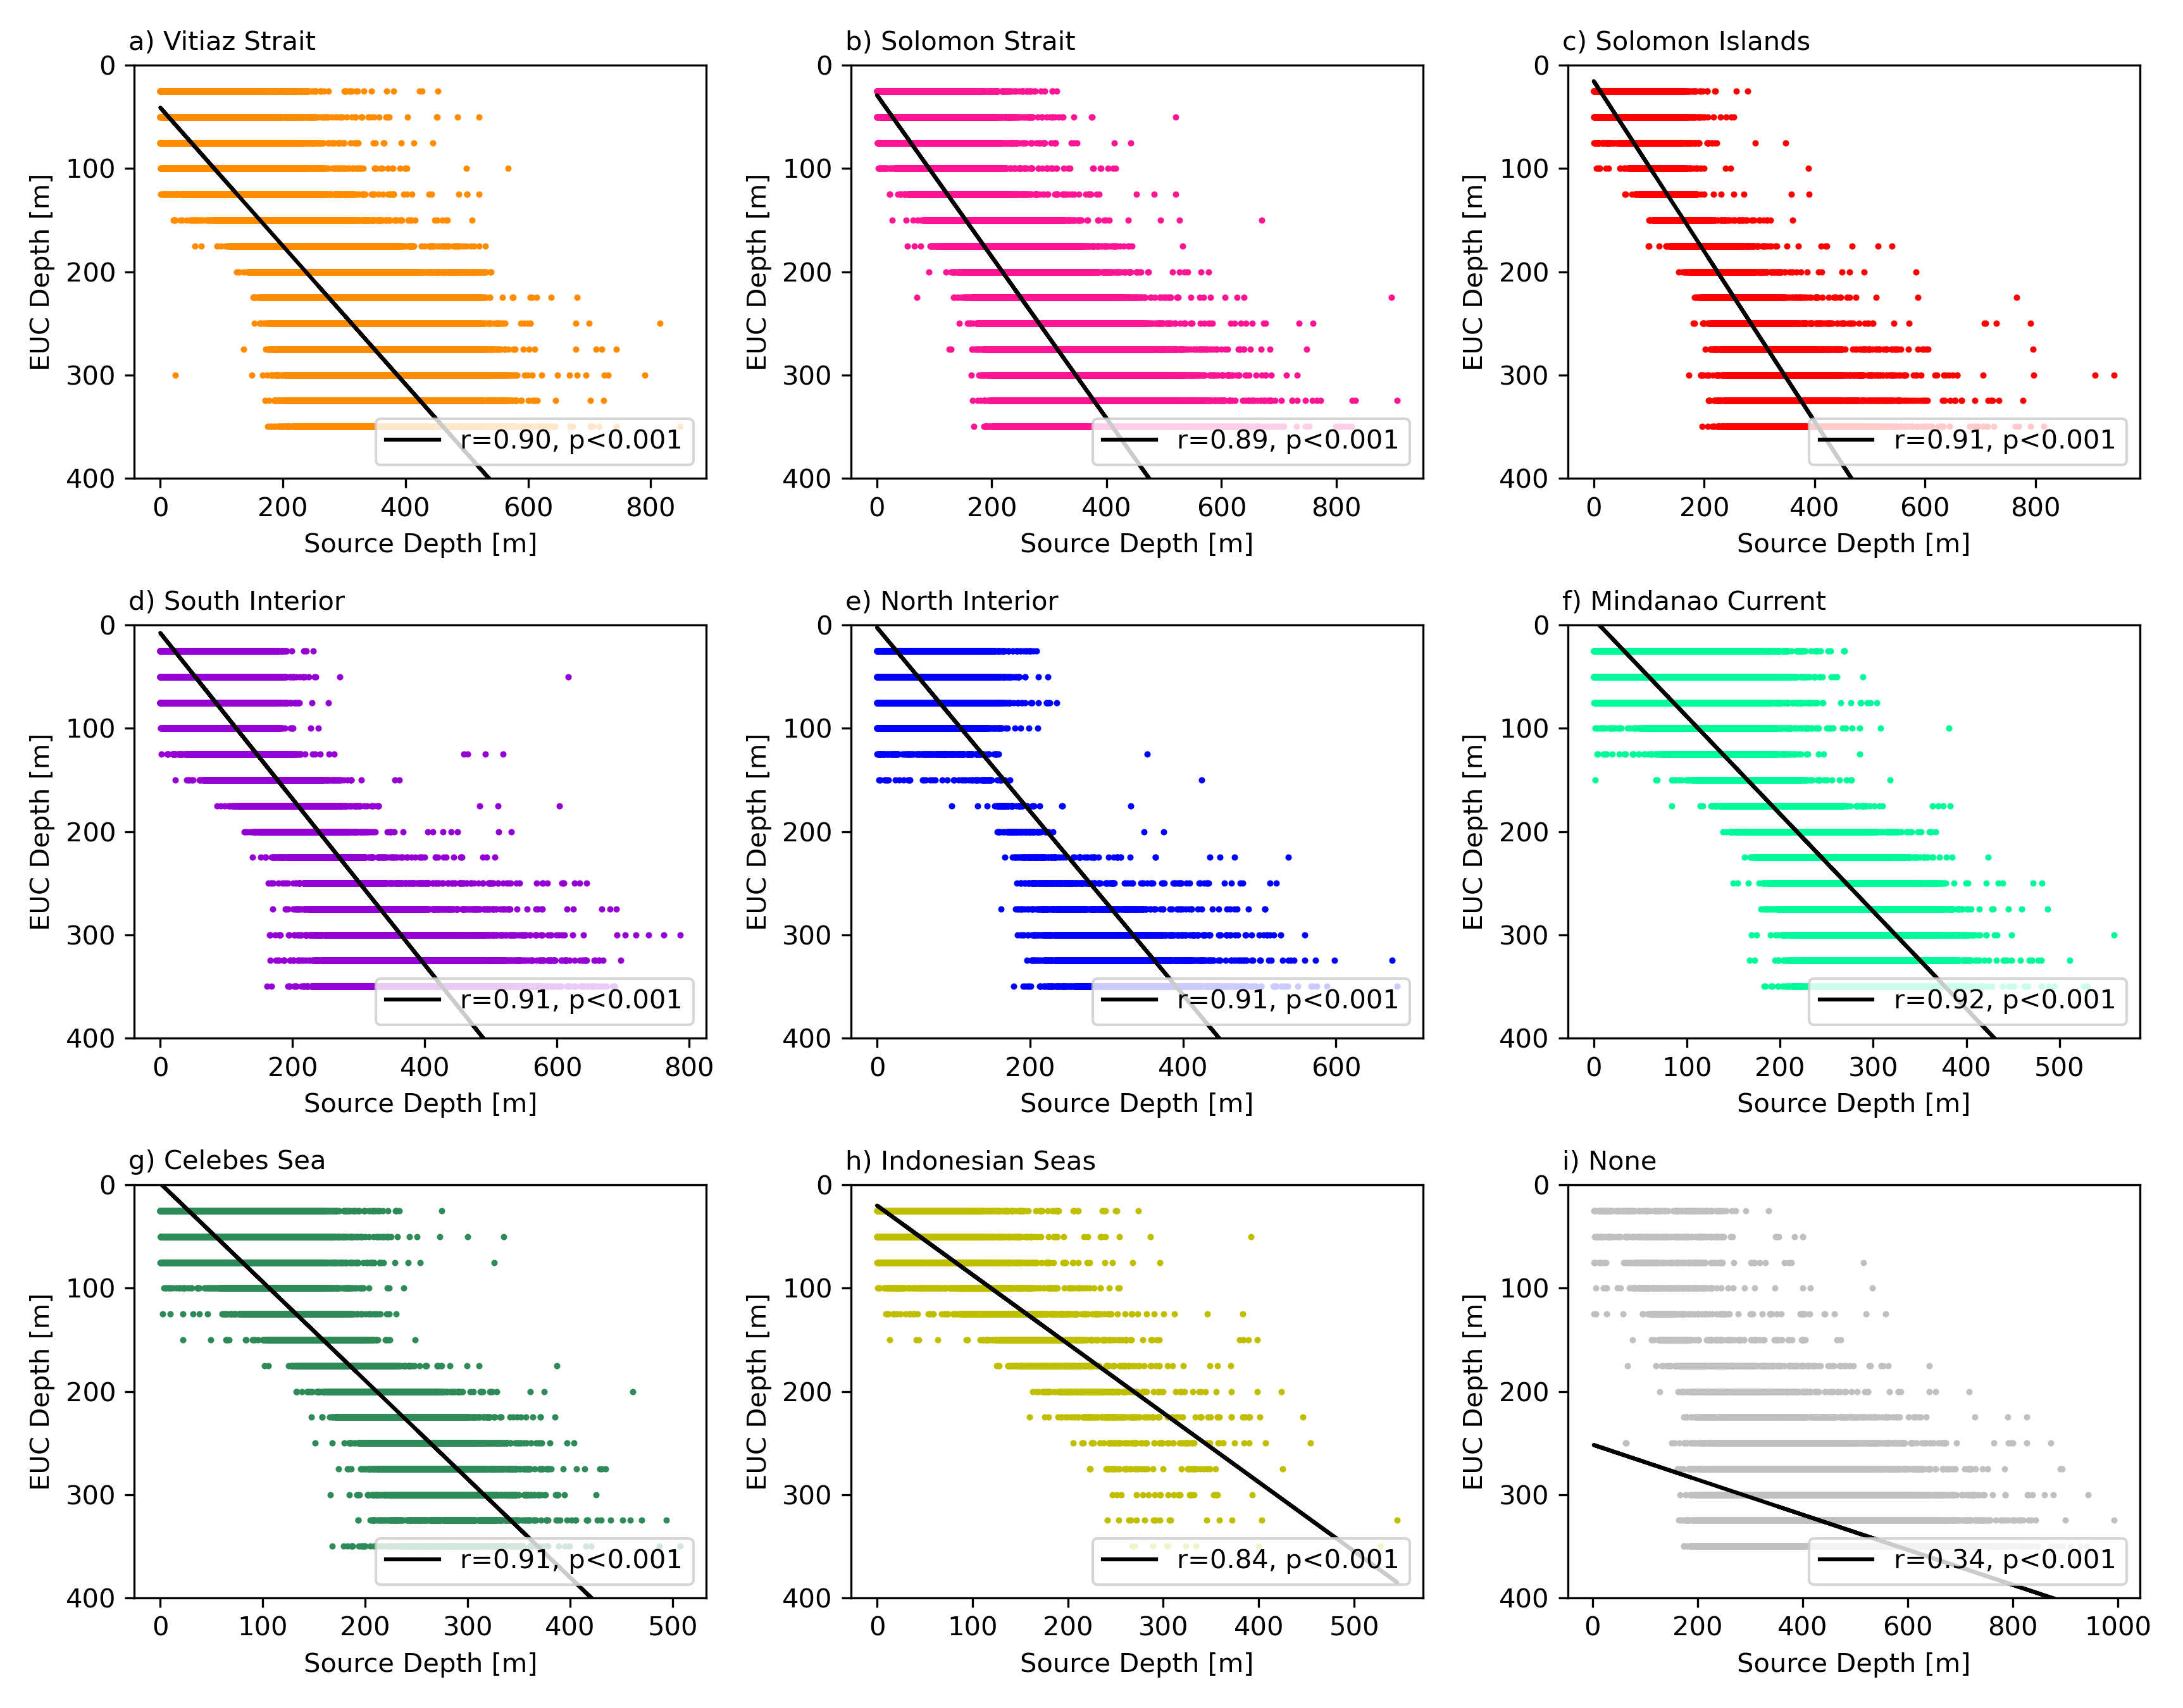 a) Vitiaz Strait
0
100
200
300
400
EUC Depth [m]
r=0.90, p<0.001
0 200 400 600 800
Source Depth [m]
b) Solomon Strait
0
100
200
300
400
EUC Depth [m]
r=0.89, p<0.001
0 200 400 600 800
Source Depth [m]
c) Solomon Islands
0
100
200
300
400
EUC Depth [m]
r=0.91, p<0.001
0 200 400 600 800
Source Depth [m]
d) South Interior
0
100
200
300
400
EUC Depth [m]
r=0.91, p<0.001
0 200 400 600 800
Source Depth [m]
e) North Interior
0
100
200
300
400
EUC Depth [m]
r=0.91, p<0.001
0 200 400 600
Source Depth [m]
f) Mindanao Current
0
100
200
300
400
EUC Depth [m]
r=0.92, p<0.001
0 100 200 300 400 500
Source Depth [m]
g) Celebes Sea
0
100
200
300
400
EUC Depth [m]
r=0.91, p<0.001
0 100 200 300 400 500
Source Depth [m]
h) Indonesian Seas
0
100
200
300
400
EUC Depth [m]
r=0.84, p<0.001
0 100 200 300 400 500
Source Depth [m]
i) None
0
100
200
300
400
EUC Depth [m]
r=0.34, p<0.001
0 200 400 600 800 1000
Source Depth [m]